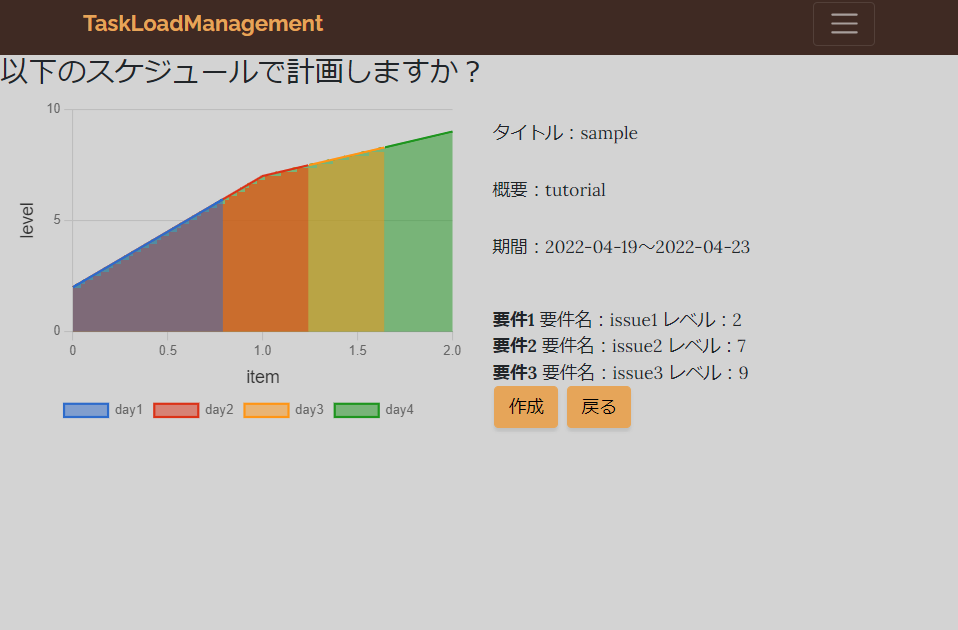 TaskLoadManagement
以下のスケジュールで計画しますか？
10
5
0
level
0
0.5
1.0
1.5
2.0
item
day1
day2
day3
day4
タイトル：sample
概要：tutorial
期間：2022-04-19～2022-04-23
要件1 要件名：issue1 レベル：2
要件2 要件名：issue2 レベル：7
要件3 要件名：issue3 レベル：9
作成
戻る